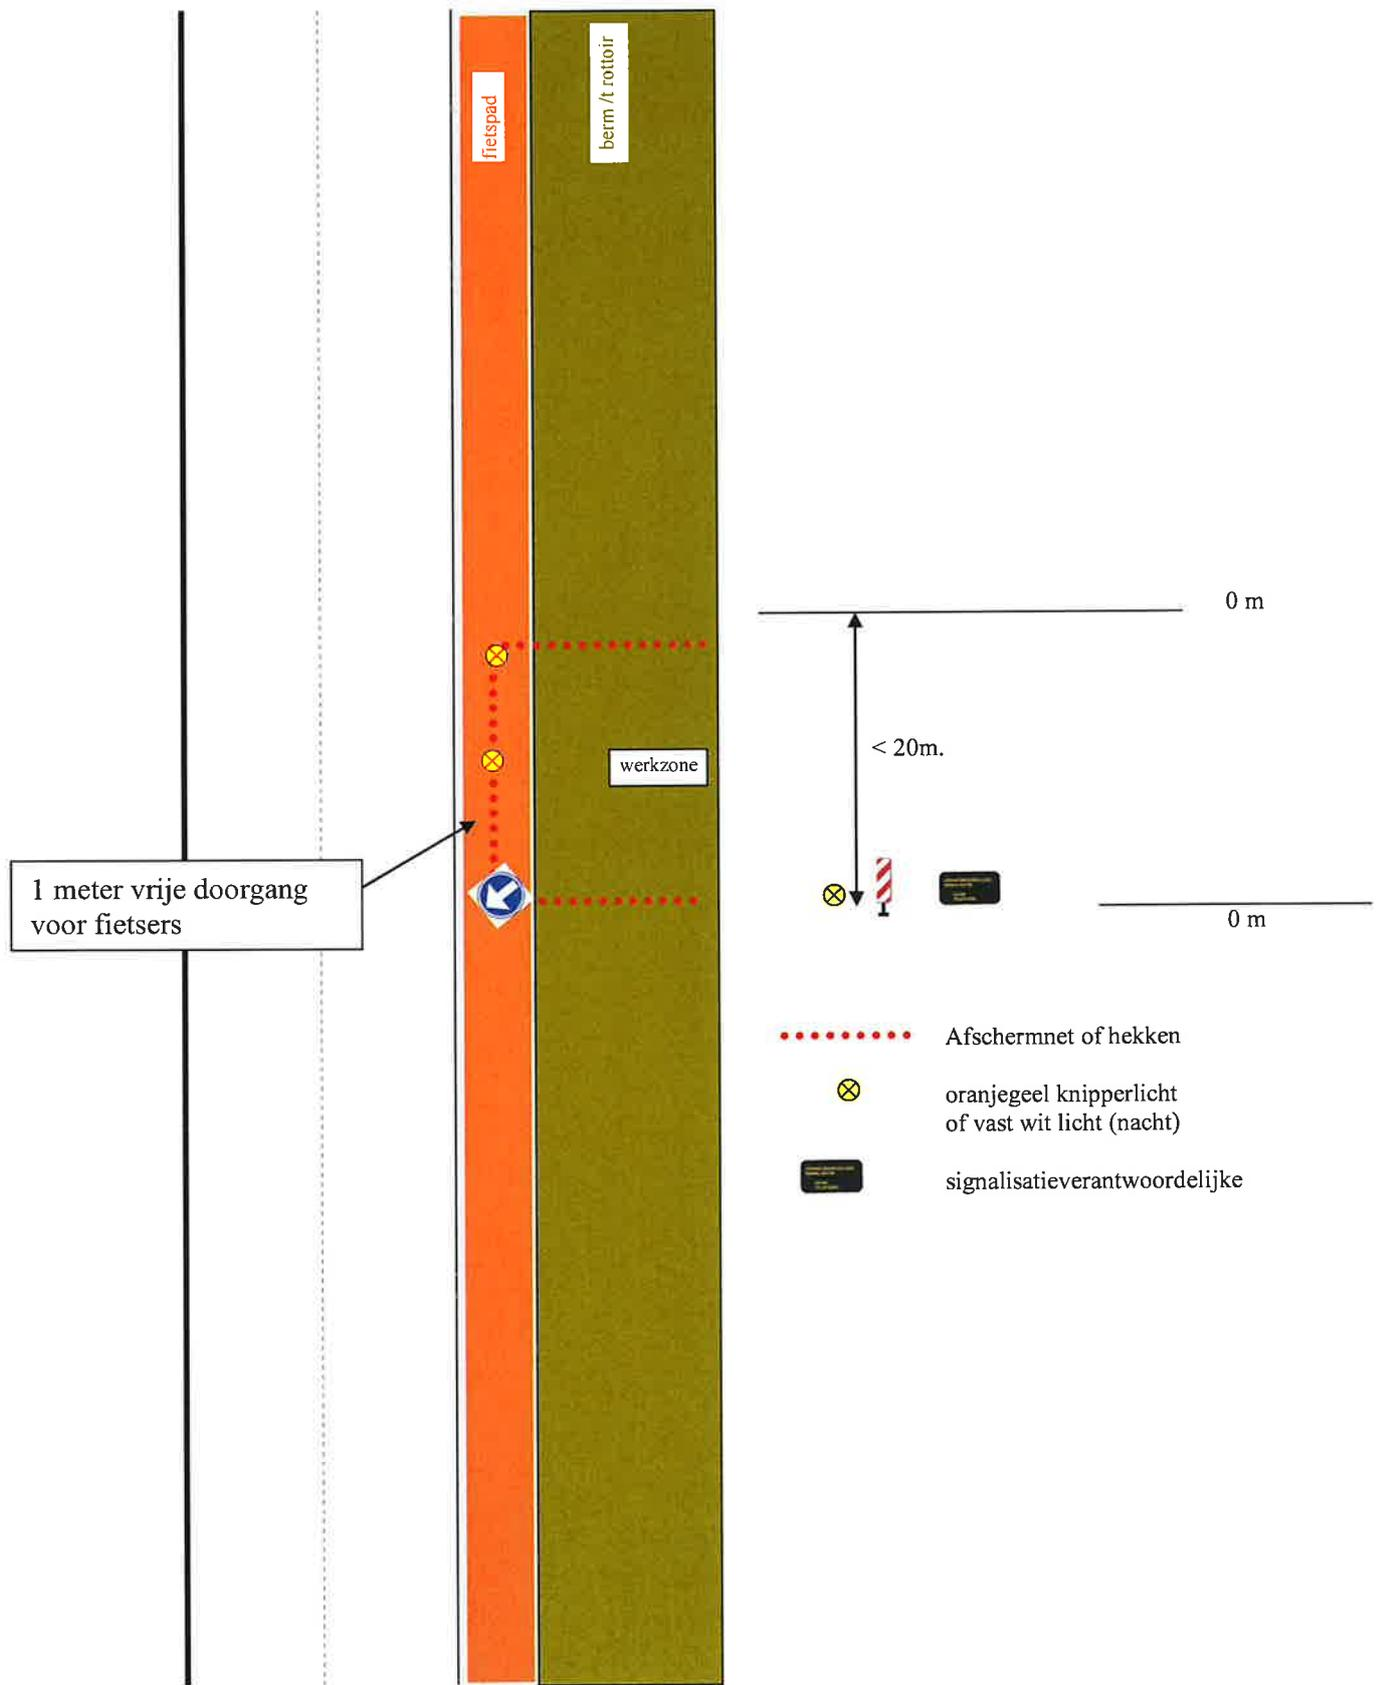 fietspad
berm /t rottoir
0 m
< 20m.
werkzone
1 meter vrije doorgang
voor fietsers
0 m
Afschermnet of hekken
oranjegeel knipperlicht
of vast wit licht (nacht)
signalisatieverantwoordelijke